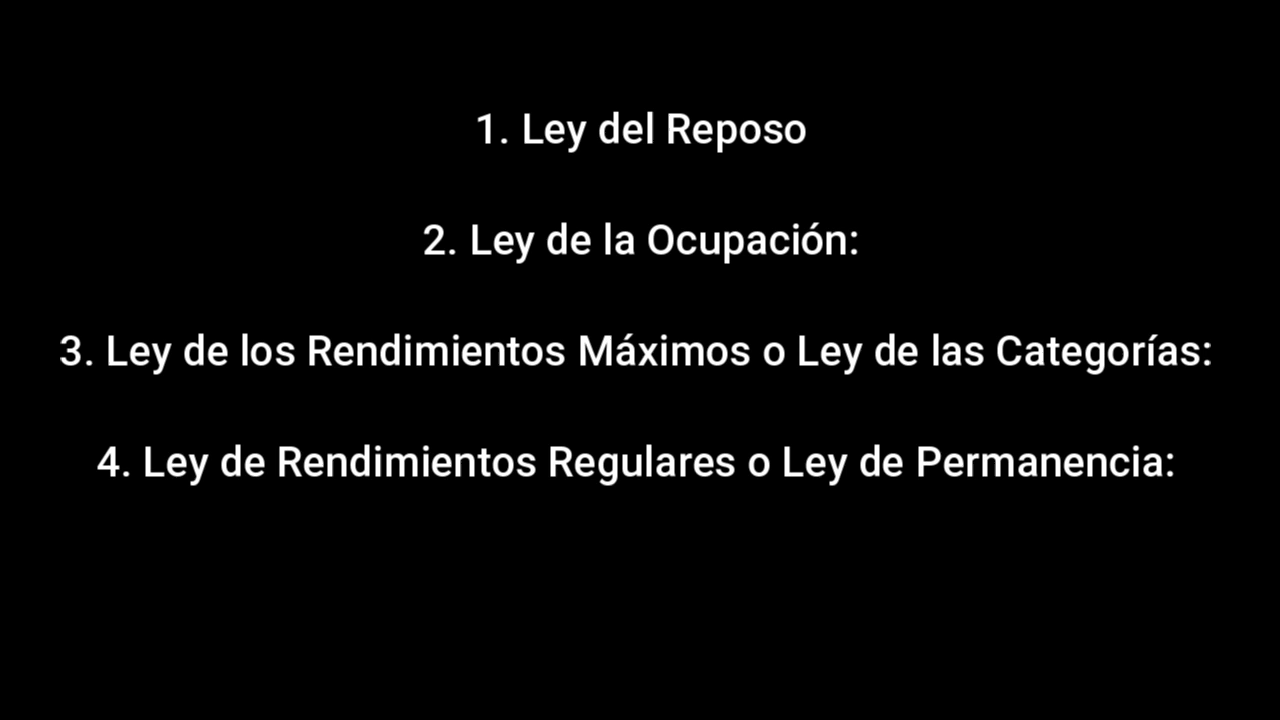 1. Ley del Reposo
2. Ley de la Ocupación:
3. Ley de los Rendimientos Máximos o Ley de las Categorías:
4. Ley de Rendimientos Regulares o Ley de Permanencia: